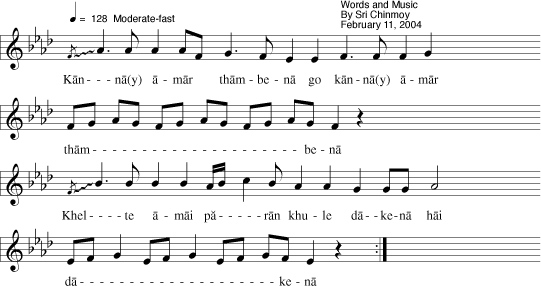 ♩ = 128 Moderate-fast
Words and Music
By Sri Chinmoy
February 11, 2004
Kān - - - nā(y) ā - mār thām - be - nā go kān - nā(y) ā - mār
thām - - - - - - - - - - - - - - - - - - - - - - - be - nā
Khel - - - - te ā - māi pā - - - - rān khu - le dā - - ke - nā hāi
dā - - - - - - - - - - - - - - - - - - - - - - ke - nā